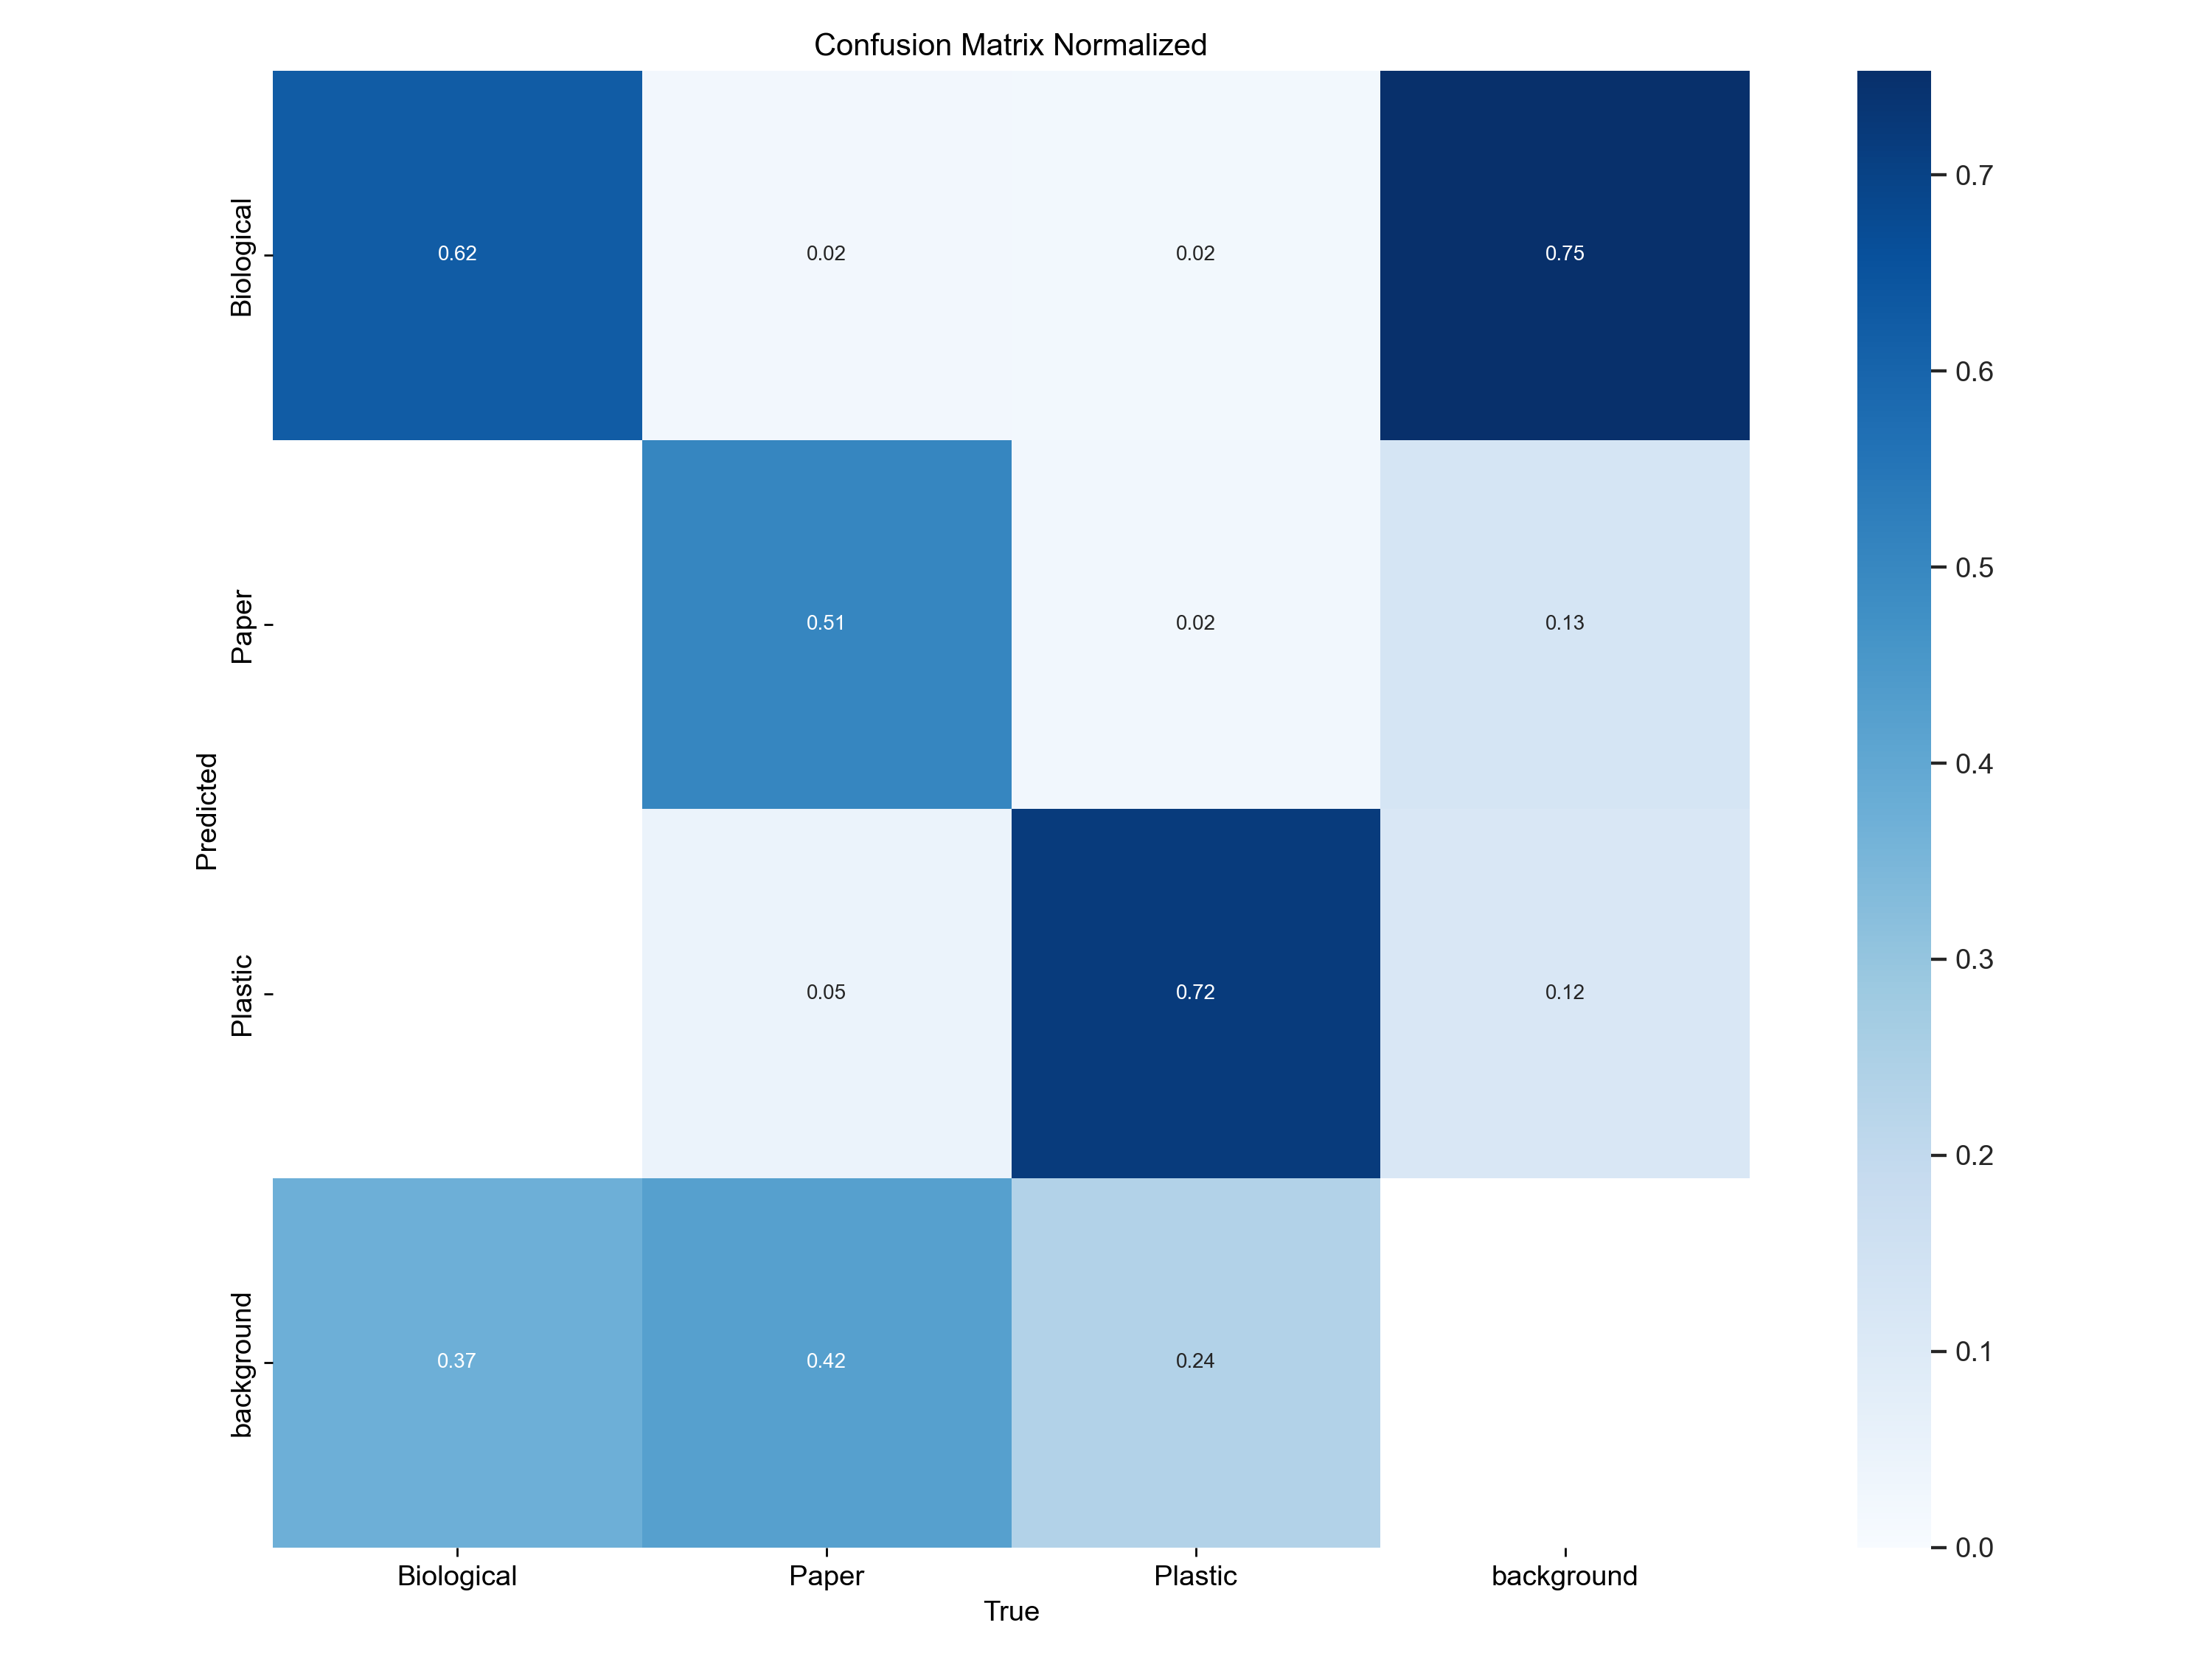 Confusion Matrix Normalized
Biological
0.62
0.02
0.02
0.75
Paper
0.51
0.02
0.13
Plastic
0.05
0.72
0.12
background
0.37
0.42
0.24
Predicted
Biological
Paper
Plastic
background
True
0.7
0.6
0.5
0.4
0.3
0.2
0.1
0.0